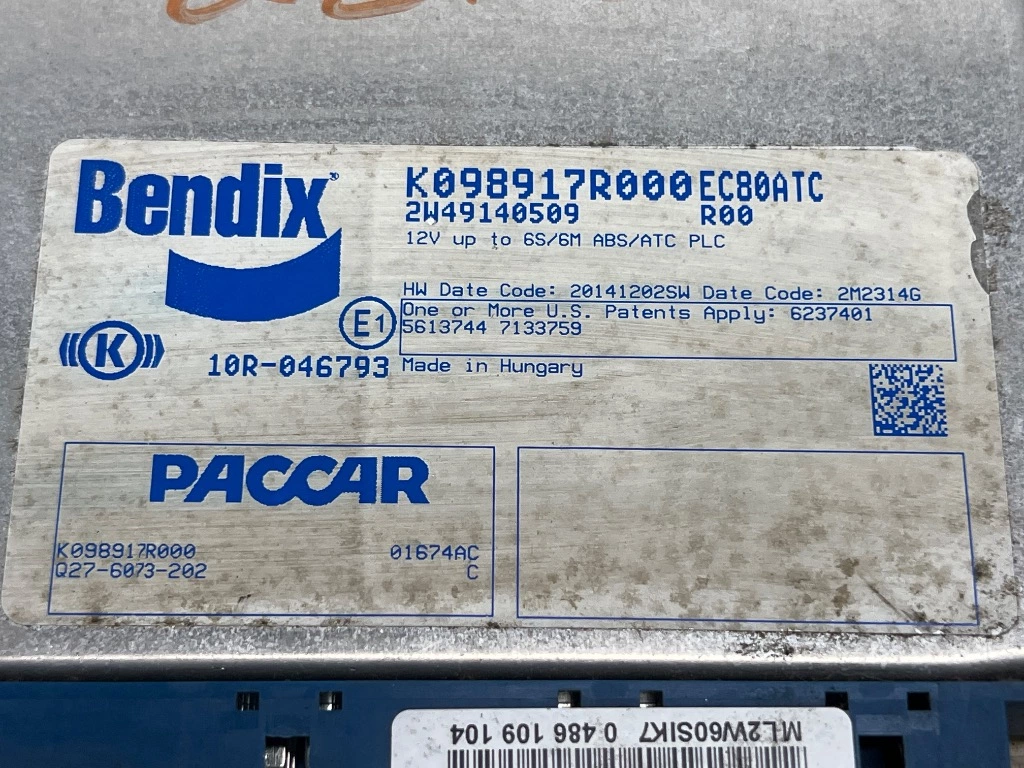 Bendix®
K098917R000 EC80ATC
2W49140509 R00
12V up to 6S/6M ABS/ATC PLC
HW Date Code: 20141202SW Date Code: 2M2314G
One or More U.S. Patents Apply: 6237401
5613744 7133759
E1
K
10R-046793
Made in Hungary
PACCAR
K098917R000 01674AC
Q27-6073-202 C
ML2W60SIK7 0 486 109 104